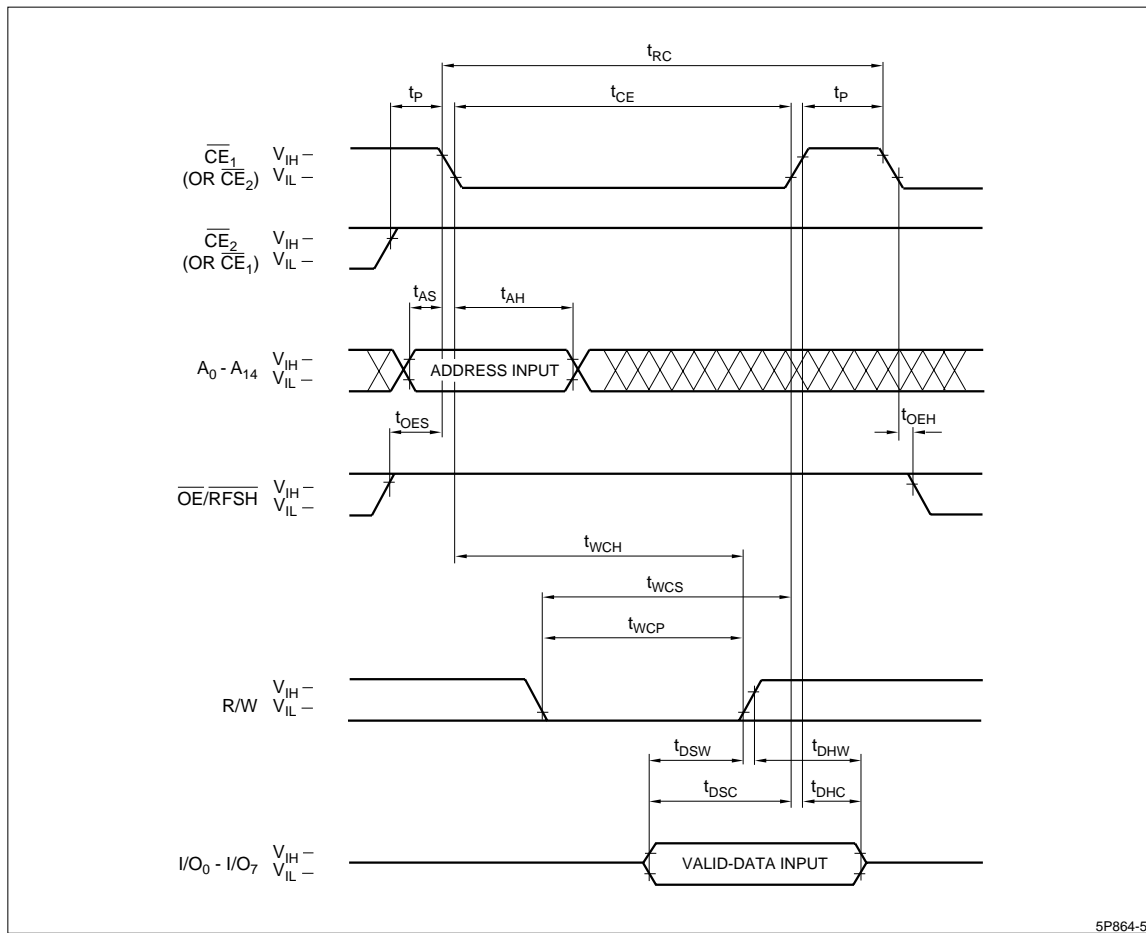 tRC
tP tCE tP
CE1 VIH
(OR CE2) VIL
CE2 VIH
(OR CE1) VIL
tAS tAH
A0 - A14 VIH
VIL
ADDRESS INPUT
tOES tOEH
OE/RFSH VIH
VIL
tWCH
tWCS
tWCP
R/W VIH
VIL
tDSW tDHW
tDSC tDHC
I/O0 - I/O7 VIH
VIL
VALID-DATA INPUT
5P864-5